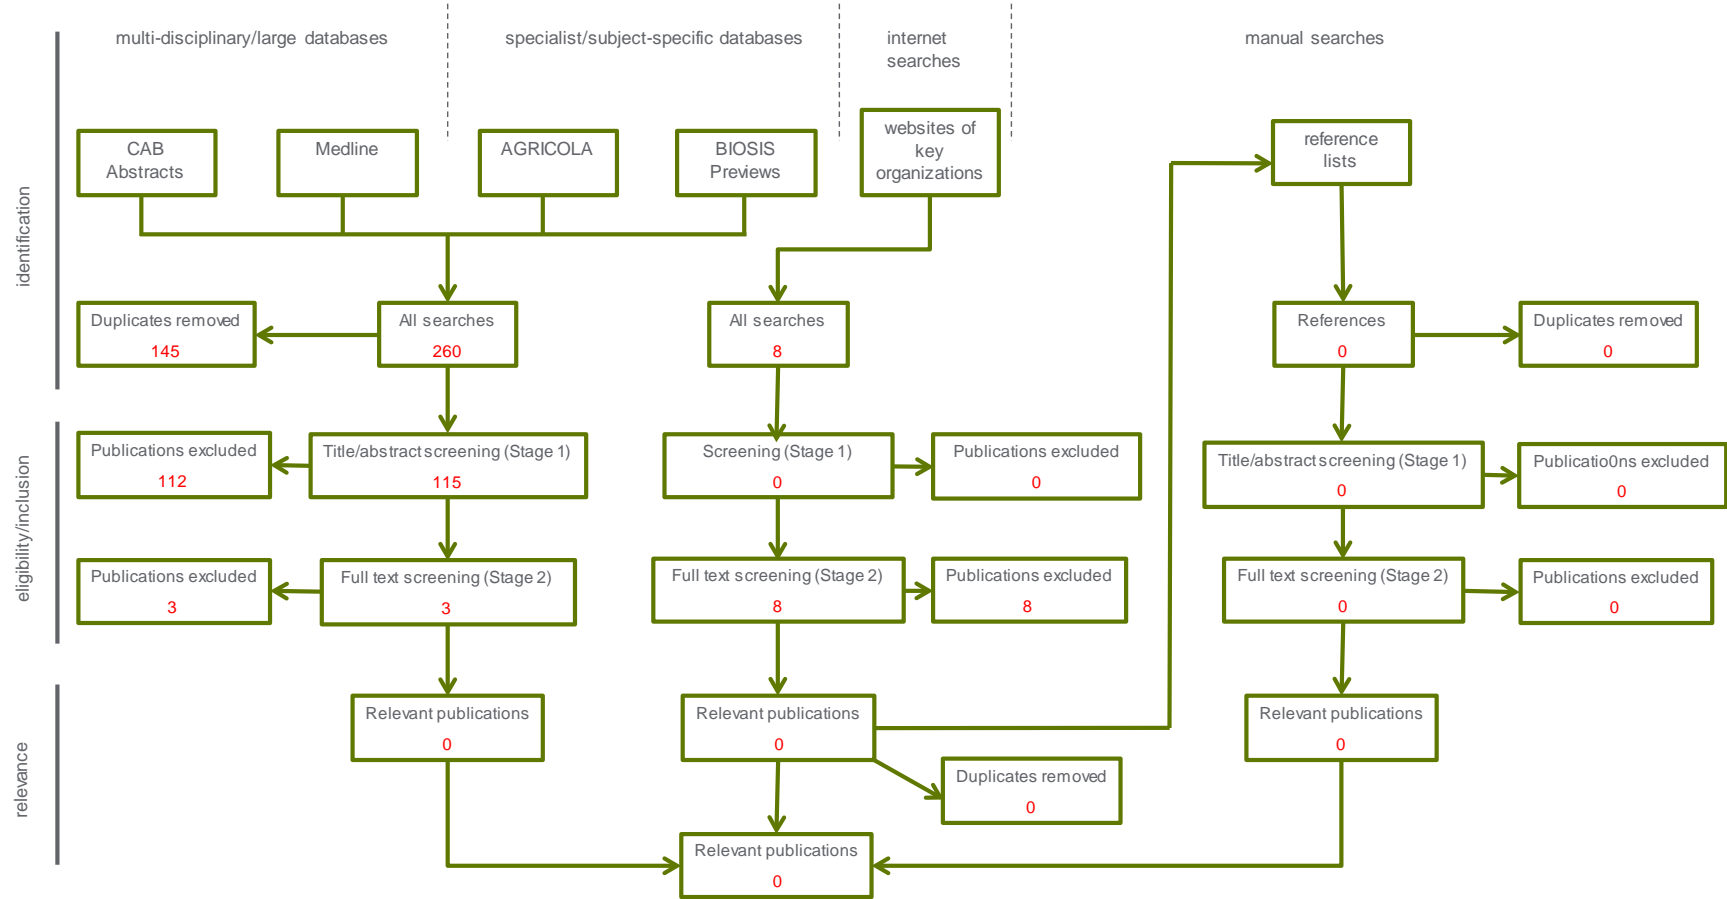 multi-disciplinary/large databases
specialist/subject-specific databases
internet
searches
manual searches
identification
CAB
Abstracts
Medline
AGRICOLA
BIOSIS
Previews
websites of
key
organizations
reference
lists
Duplicates removed
145
All searches
260
All searches
8
References
0
Duplicates removed
0
eligibility/inclusion
Publications excluded
112
Title/abstract screening (Stage 1)
115
Screening (Stage 1)
0
Publications excluded
0
Title/abstract screening (Stage 1)
0
Publicatio0ns excluded
0
Publications excluded
3
Full text screening (Stage 2)
3
Full text screening (Stage 2)
8
Publications excluded
8
Full text screening (Stage 2)
0
Publications excluded
0
relevance
Relevant publications
0
Relevant publications
0
Relevant publications
0
Duplicates removed
0
Relevant publications
0